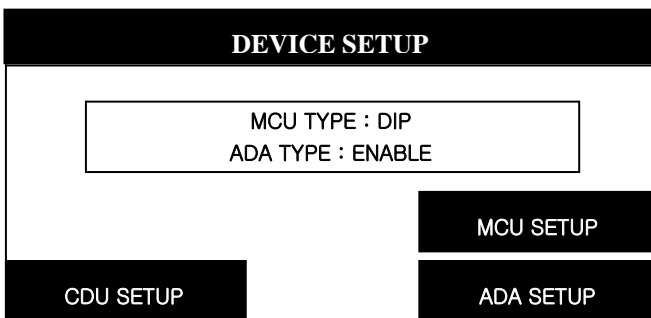 DEVICE SETUP
MCU TYPE : DIP
ADA TYPE : ENABLE
MCU SETUP
CDU SETUP
ADA SETUP